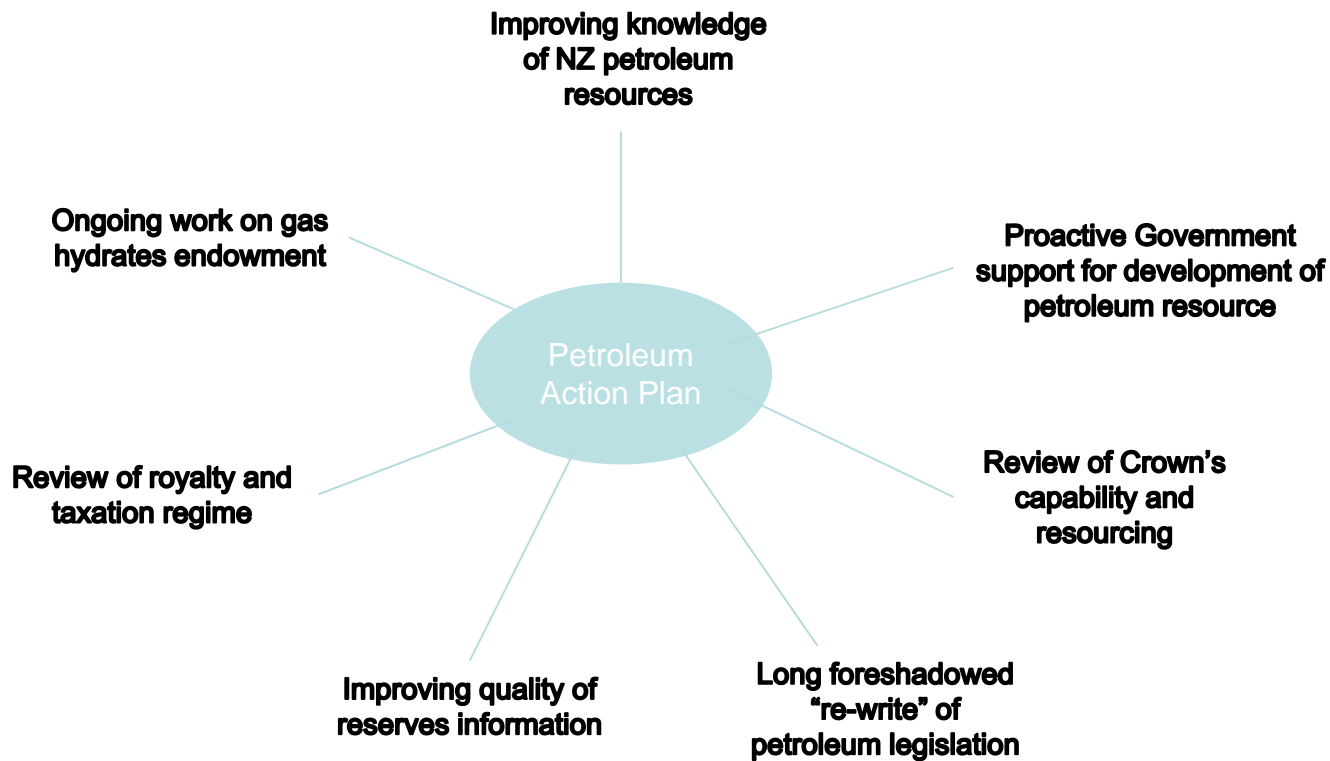 Improving knowledge
of NZ petroleum
resources
Ongoing work on gas
hydrates endowment
Proactive Government
support for development of
petroleum resource
Petroleum
Action Plan
Review of royalty and
taxation regime
Review of Crown’s
capability and
resourcing
Improving quality of
reserves information
Long foreshadowed
“re-write” of
petroleum legislation